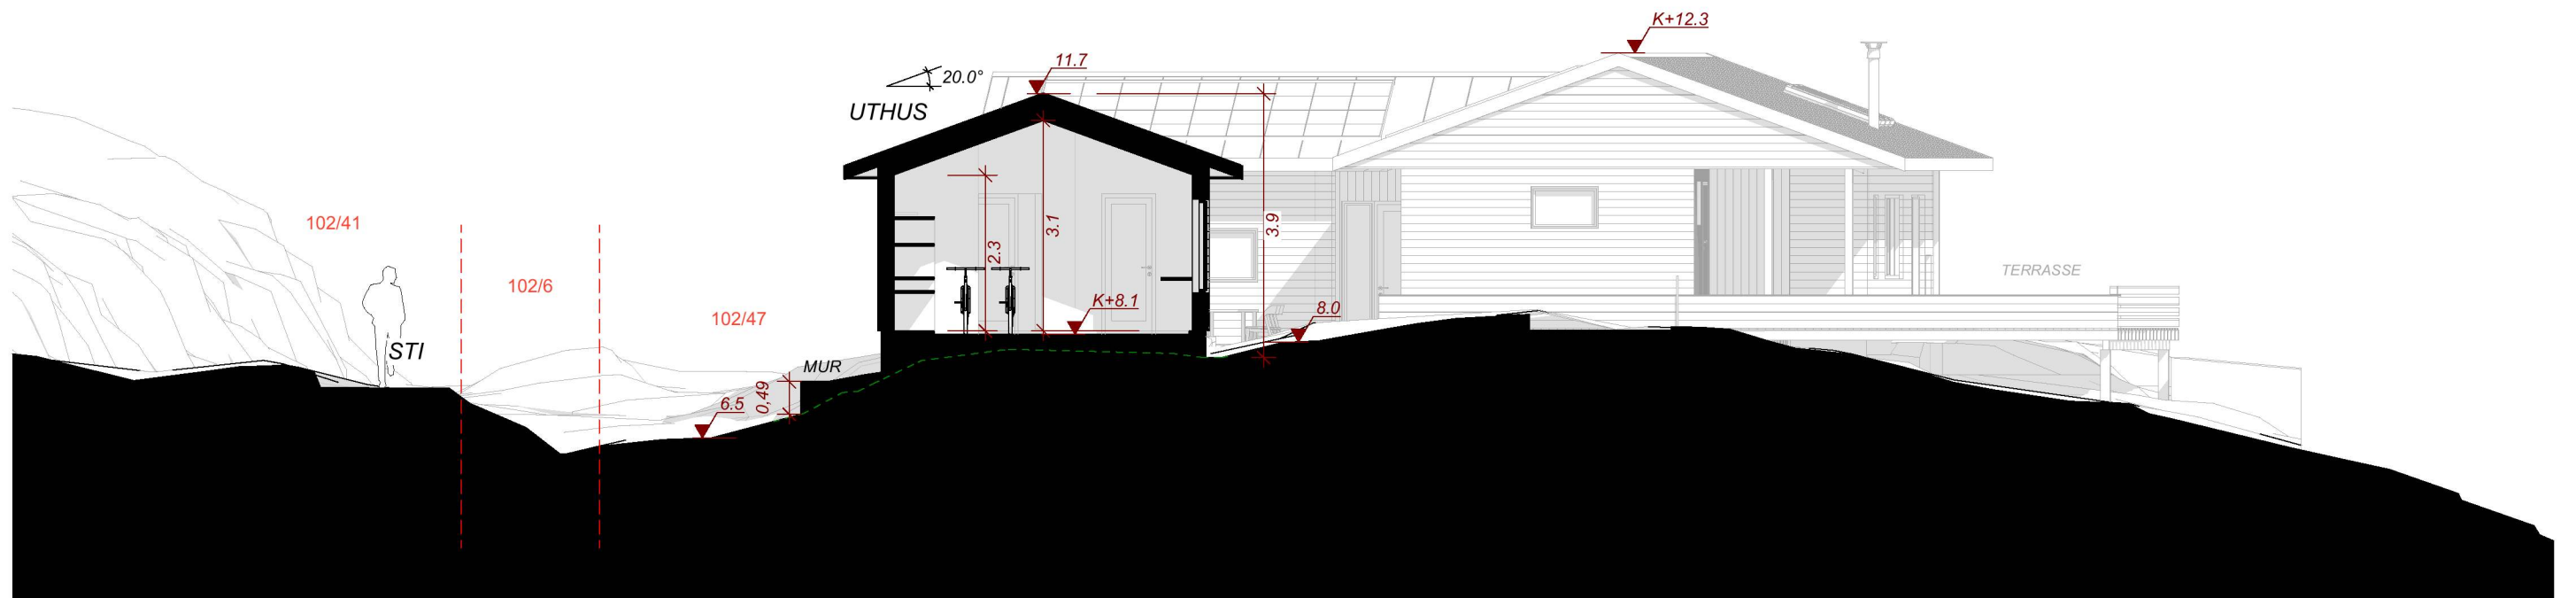 K+12.3
11.7
20.0°
UTHUS
102/41
3.1
3.9
2.3
TERRASSE
102/6
K+8.1
8.0
102/47
STI
MUR
0,49
6.5